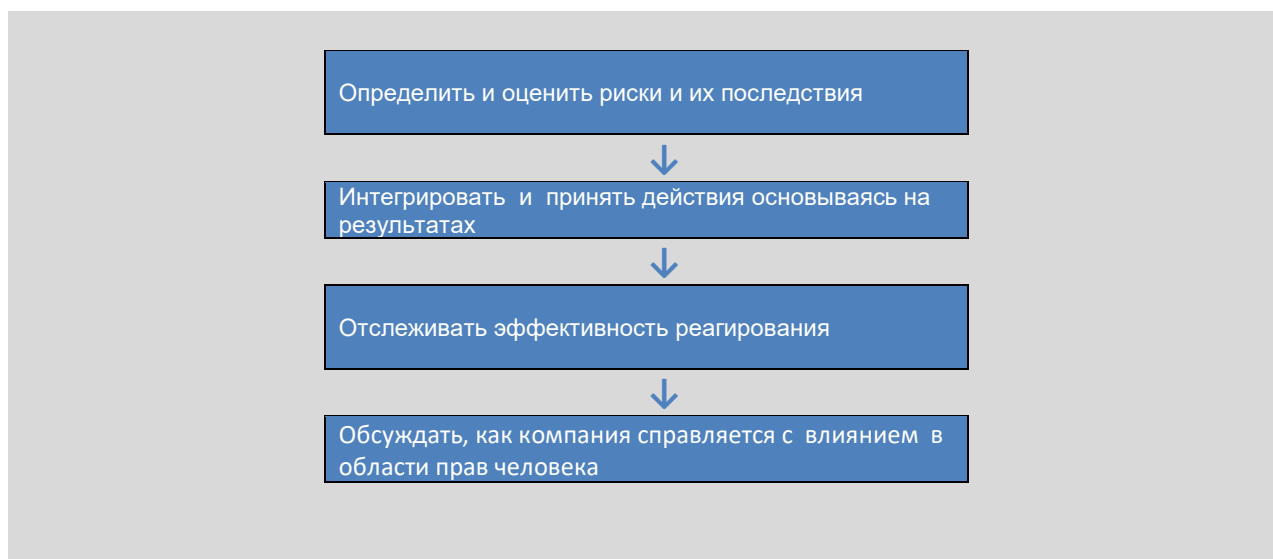 Определить и оценить риски и их последствия
Интегрировать и принять действия основываясь на
результатах
Отслеживать эффективность реагирования
Обсуждать, как компания справляется с влиянием в
области прав человека